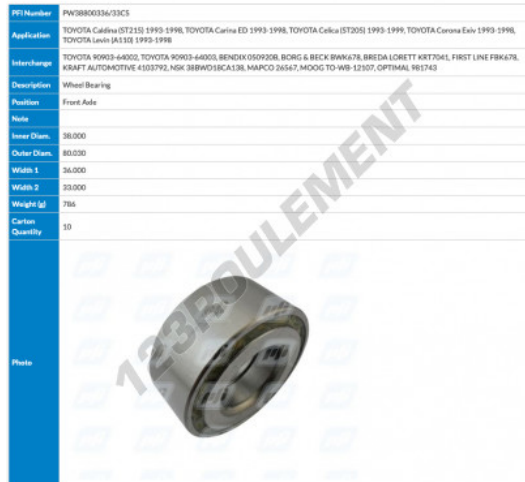 PFI Number PW38800336/33CS
Application TOYOTA Caldina (ST215) 1993-1998, TOYOTA Carina ED 1993-1998, TOYOTA Celica (ST205) 1993-1999, TOYOTA Corona Exiv 1993-1998,
TOYOTA Levin (A110) 1993-1998
Interchange TOYOTA 90903-64002, TOYOTA 90903-64003, BENDIX 050920B, BORG & BECK BWK678, BREDA LORETT KRT7041, FIRST LINE FBK678,
KRAFT AUTOMOTIVE 4103792, NSK 38BWD18CA138, MAPCO 26567, MOOG TO-WB-12107, OPTIMAL 981743
Description Wheel Bearing
Position Front Axle
Note
Inner Diam. 38.000
Outer Diam. 80.030
Width 1 36.000
Width 2 33.000
Weight (g) 786
Carton
Quantity 10
Photo
123ROULEMENT